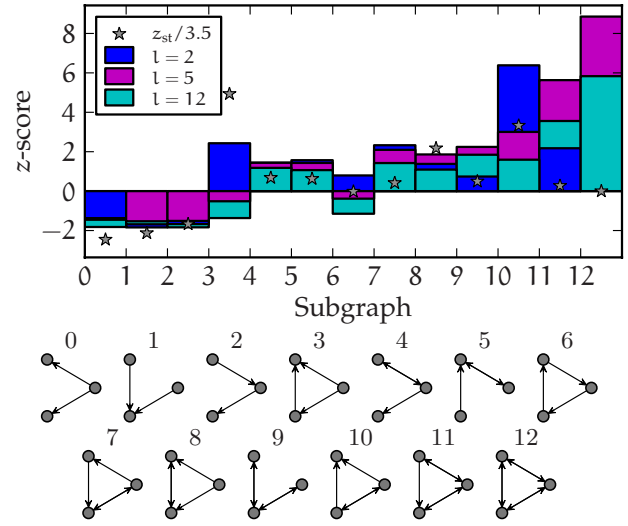 z-score
8
6
4
2
0
−2
z_st/3.5
l = 2
l = 5
l = 12
0 1 2 3 4 5 6 7 8 9 10 11 12
Subgraph
0 1 2 3 4 5 6
7 8 9 10 11 12